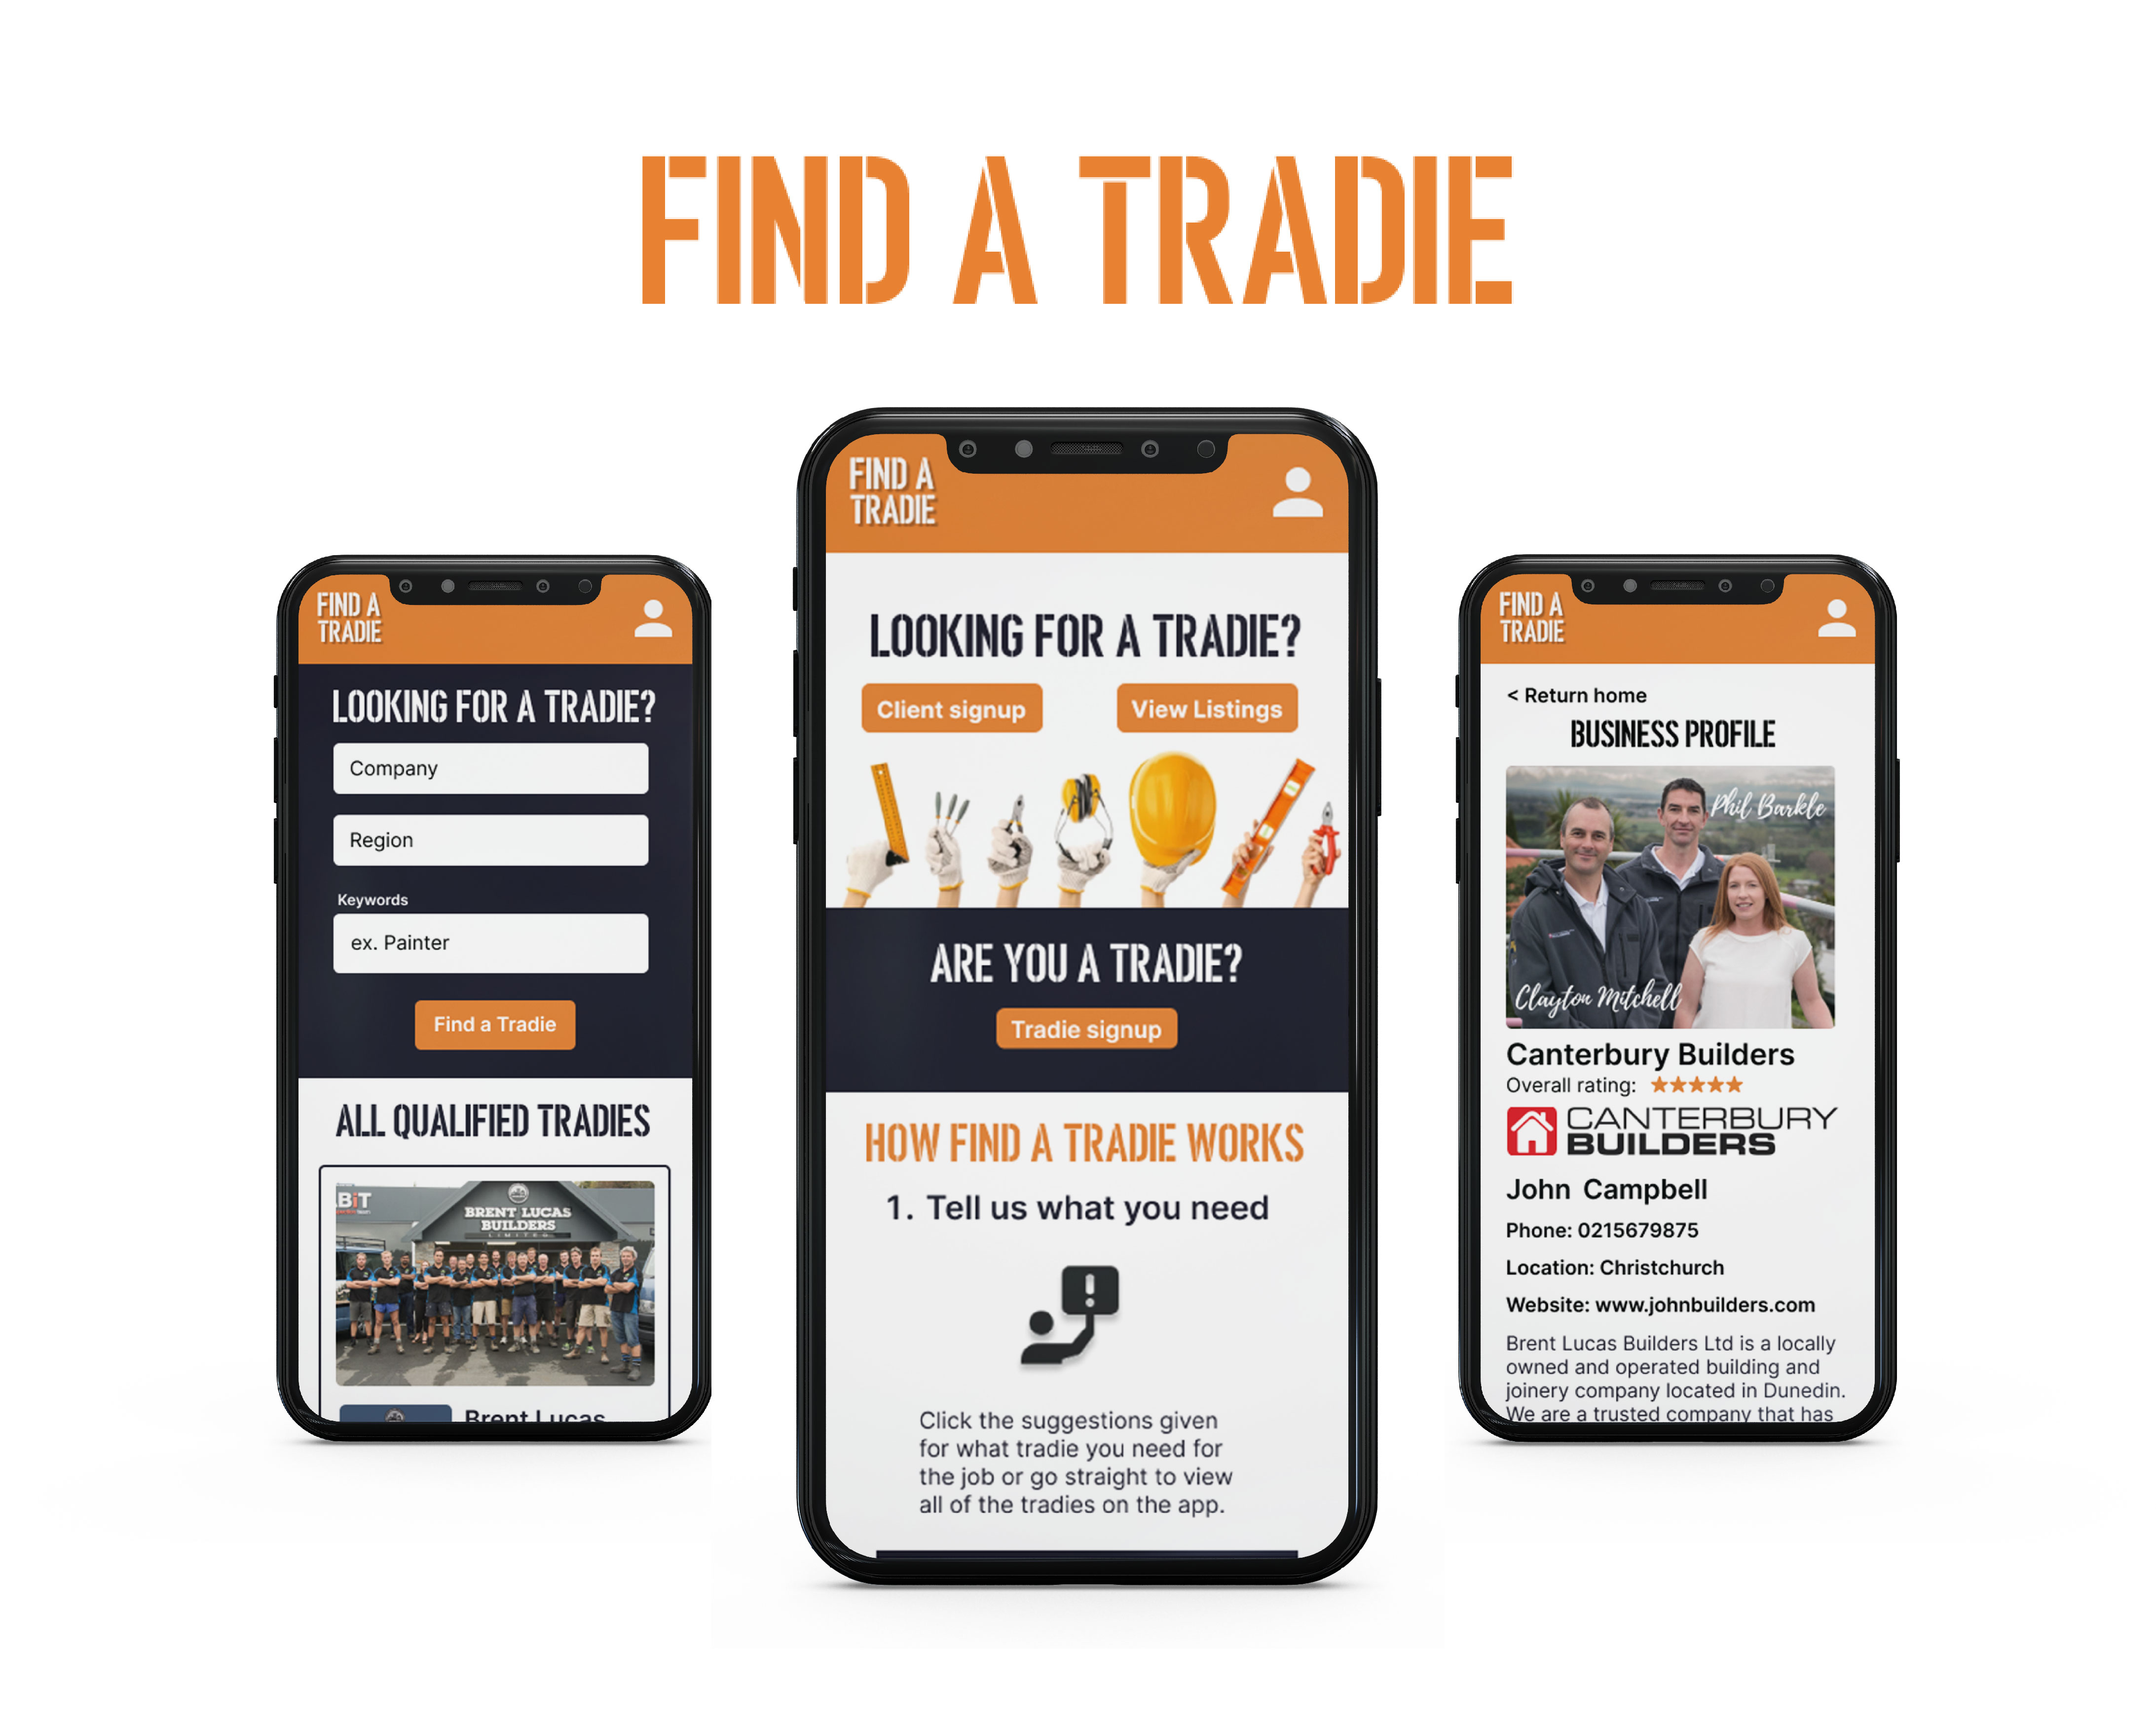 FIND A TRADIE
FIND A
TRADIE
LOOKING FOR A TRADIE?
Company
Region
Keywords
ex. Painter
Find a Tradie
ALL QUALIFIED TRADIES
BiT
BRENT LUCAS
BUILDERS
LIMITED
Brent Lucas
FIND A
TRADIE
LOOKING FOR A TRADIE?
Client signup
View Listings
ARE YOU A TRADIE?
Tradie signup
HOW FIND A TRADIE WORKS
1. Tell us what you need
Click the suggestions given
for what tradie you need for
the job or go straight to view
all of the tradies on the app.
FIND A
TRADIE
< Return home
BUSINESS PROFILE
Phil Barkle
Clayton Mitchell
Canterbury Builders
Overall rating: ★★★★★
CANTERBURY
BUILDERS
John Campbell
Phone: 0215679875
Location: Christchurch
Website: www.johnbuilders.com
Brent Lucas Builders Ltd is a locally
owned and operated building and
joinery company located in Dunedin.
We are a trusted company that has